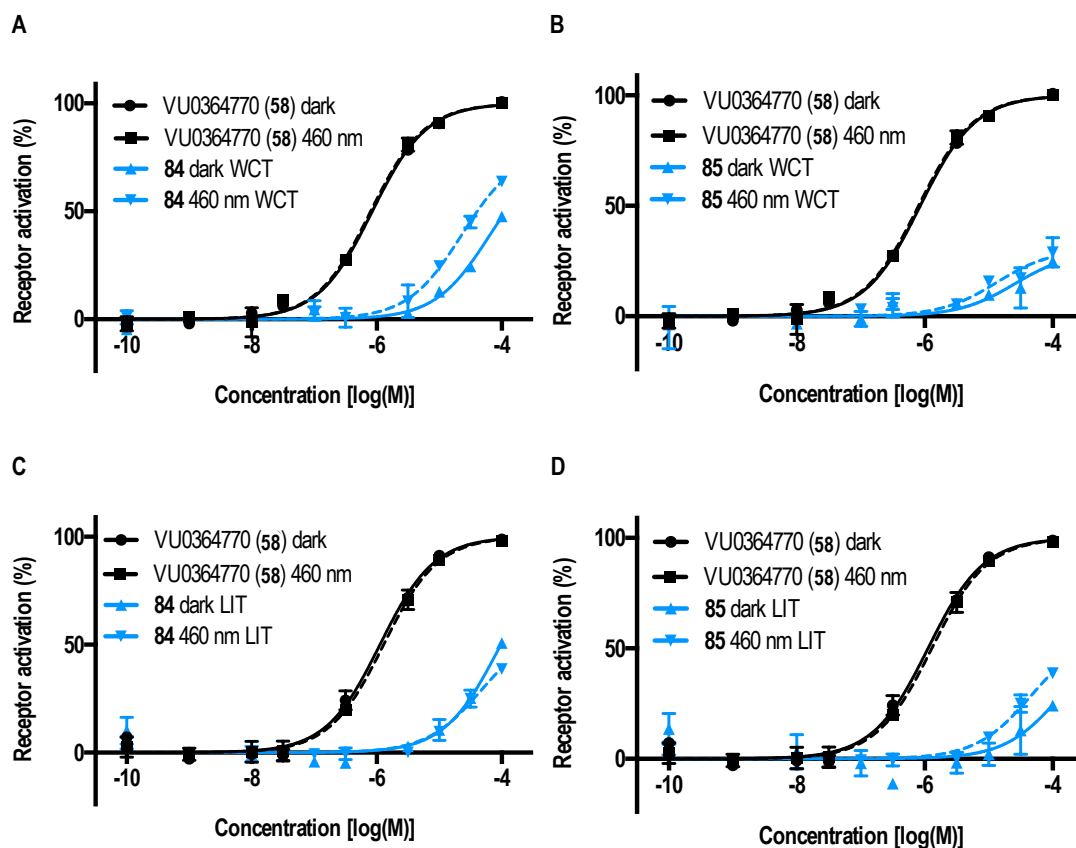 A
VU0364770 (58) dark
VU0364770 (58) 460 nm
84 dark WCT
84 460 nm WCT
Receptor activation (%)
100
50
0
-10
-8
-6
-4
Concentration [log(M)]
B
VU0364770 (58) dark
VU0364770 (58) 460 nm
85 dark WCT
85 460 nm WCT
Receptor activation (%)
100
50
0
-10
-8
-6
-4
Concentration [log(M)]
C
VU0364770 (58) dark
VU0364770 (58) 460 nm
84 dark LIT
84 460 nm LIT
Receptor activation (%)
100
50
0
-10
-8
-6
-4
Concentration [log(M)]
D
VU0364770 (58) dark
VU0364770 (58) 460 nm
85 dark LIT
85 460 nm LIT
Receptor activation (%)
100
50
0
-10
-8
-6
-4
Concentration [log(M)]